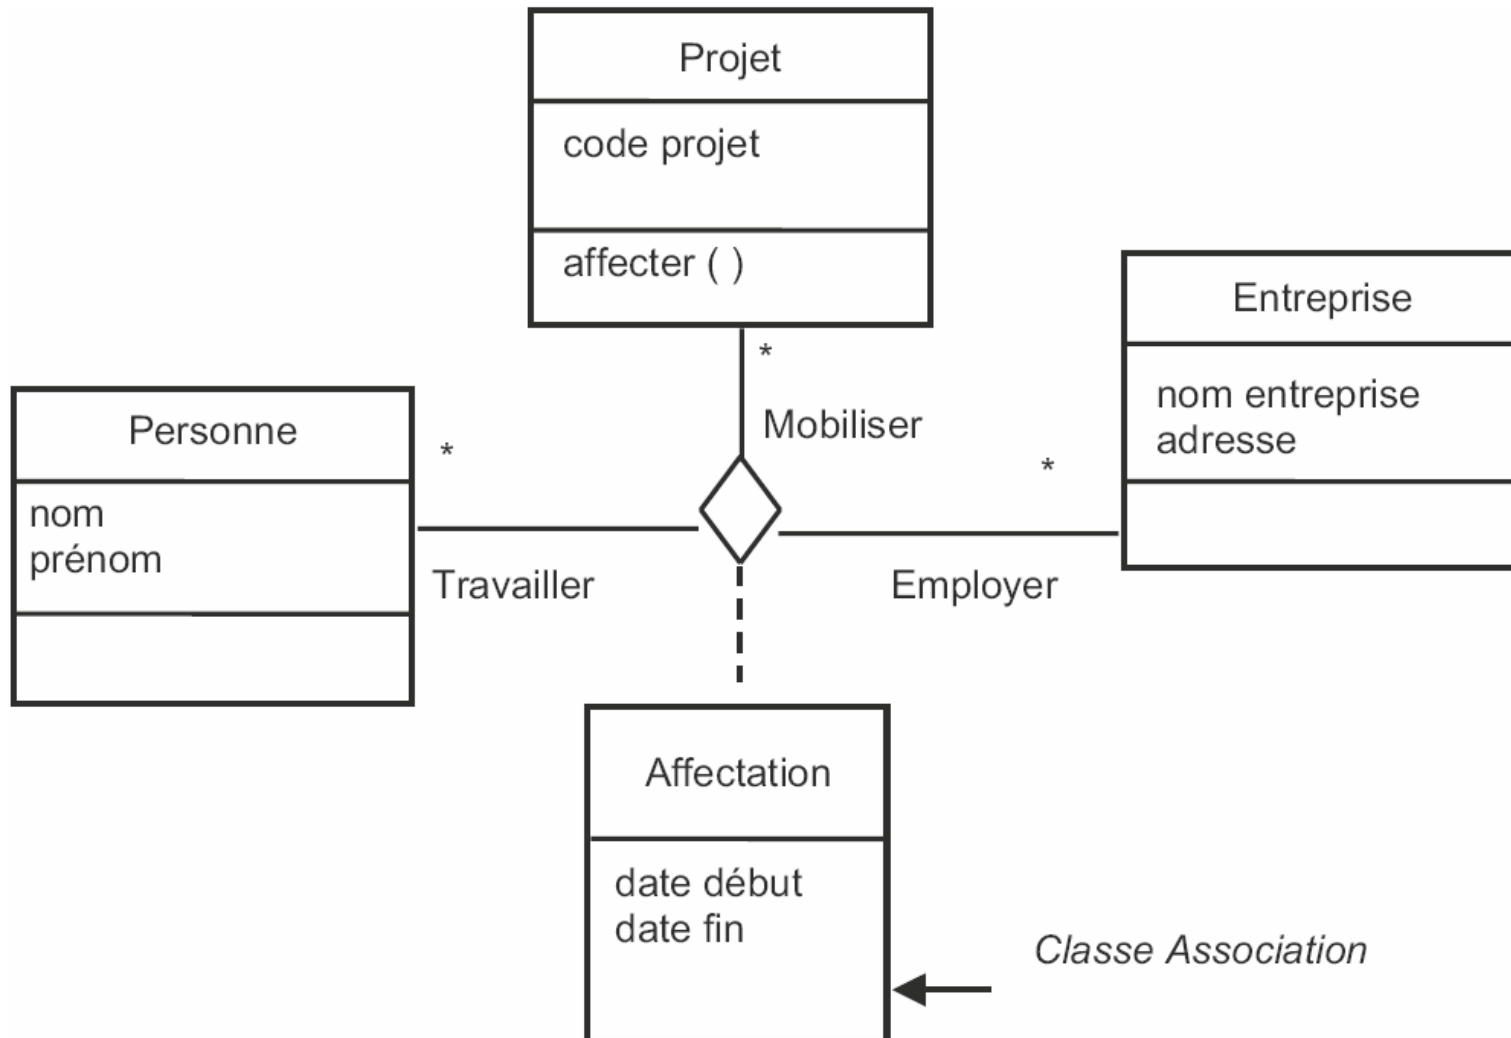 Projet
code projet
affecter ( )
*
Mobiliser
Entreprise
nom entreprise
adresse
*
Employer
Personne
nom
prénom
*
Travailler
Affectation
date début
date fin
Classe Association